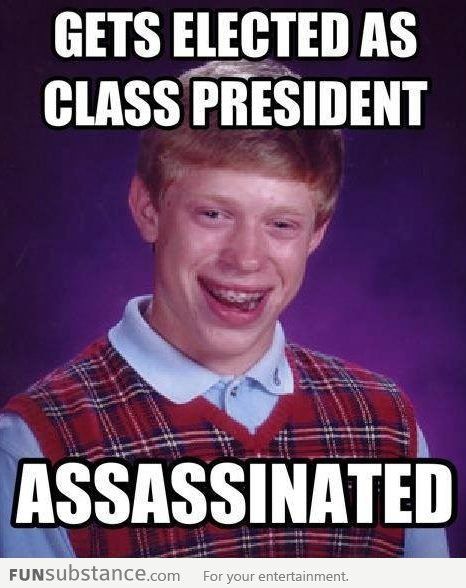 GETS ELECTED AS
CLASS PRESIDENT
ASSASSINATED
FUNsubstance.com For your entertainment.